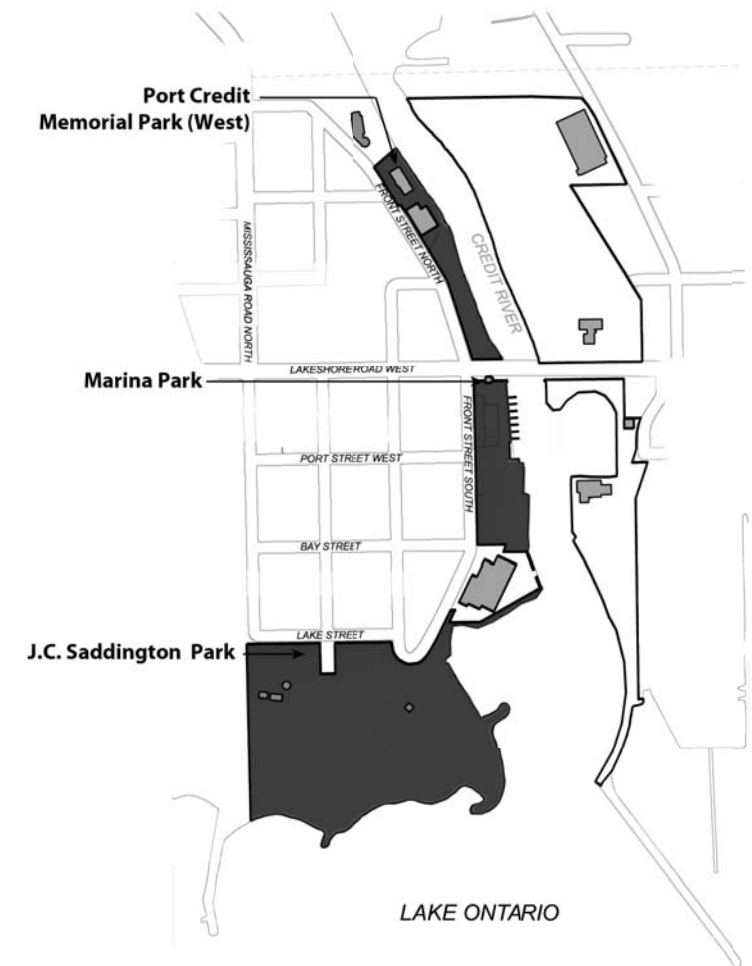 Port Credit
Memorial Park (West)
FRONT STREET NORTH
CREDIT RIVER
MISSISSAUGA ROAD NORTH
LAKESHORE ROAD WEST
Marina Park
FRONT STREET SOUTH
PORT STREET WEST
BAY STREET
LAKE STREET
J.C. Saddington Park
LAKE ONTARIO